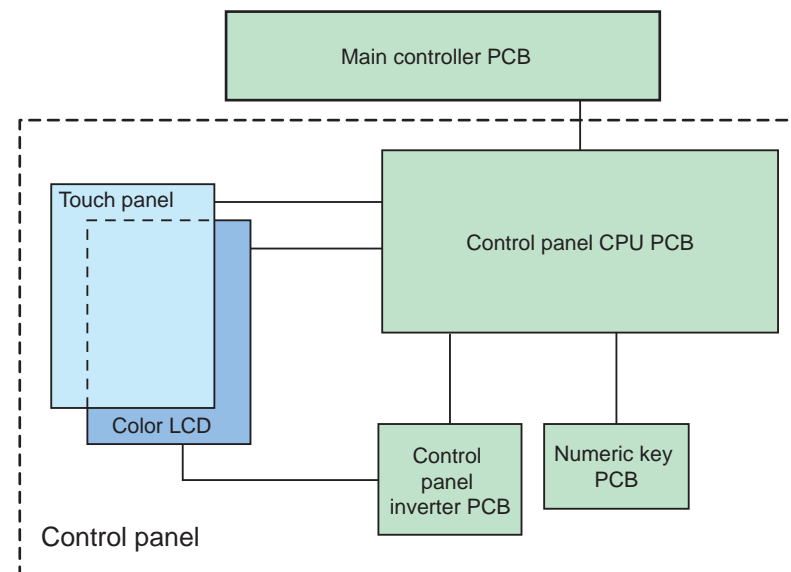 Main controller PCB
Touch panel
Control panel CPU PCB
Color LCD
Control
panel
inverter PCB
Numeric key
PCB
Control panel